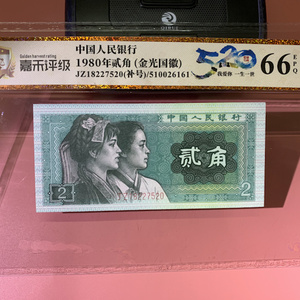 嘉禾评级
中国人民银行
1980年贰角 (金光国徽)
JZ18227520(补号)/510026161
520
我爱你 一生一世
66
EPQ
中国人民银行
贰角
JZ18227520
2
2